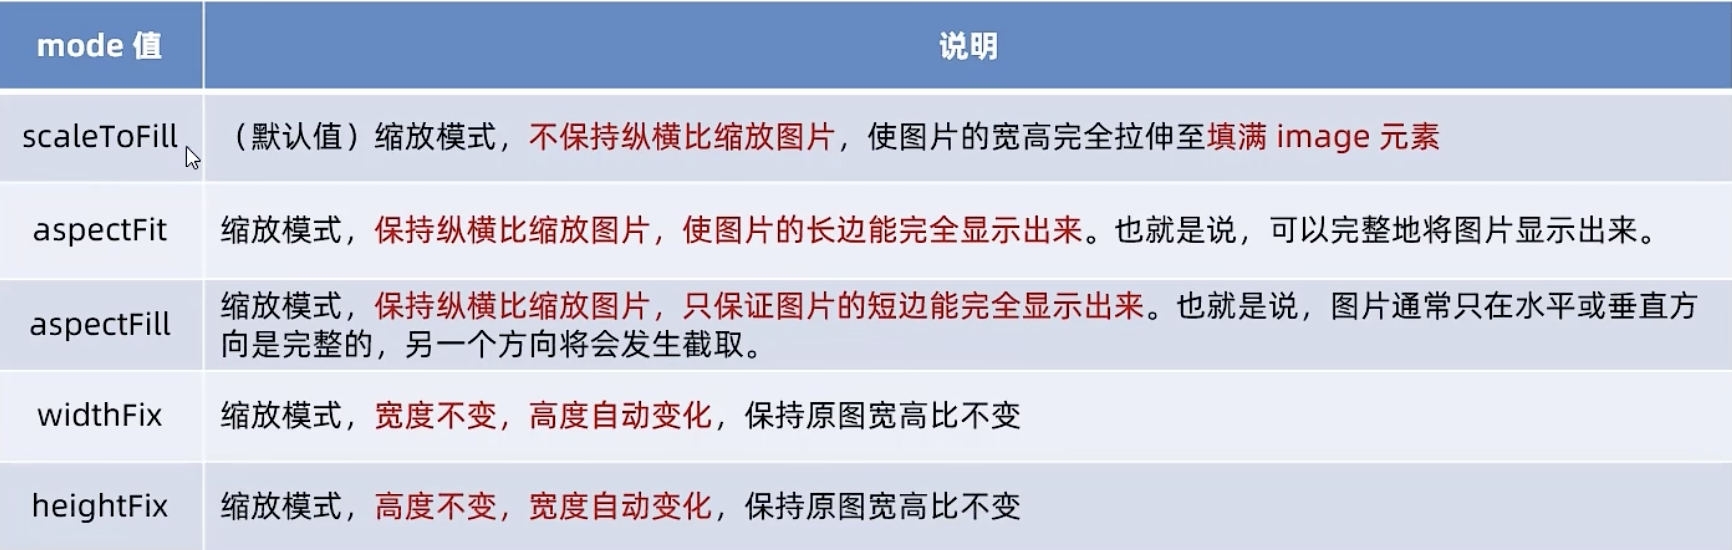 mode 值
说明
scaleToFill
（默认值）缩放模式，不保持纵横比缩放图片，使图片的宽高完全拉伸至填满 image 元素
aspectFit
缩放模式，保持纵横比缩放图片，使图片的长边能完全显示出来。也就是说，可以完整地将图片显示出来。
aspectFill
缩放模式，保持纵横比缩放图片，只保证图片的短边能完全显示出来。也就是说，图片通常只在水平或垂直方
向是完整的，另一个方向将会发生截取。
widthFix
缩放模式，宽度不变，高度自动变化，保持原图宽高比不变
heightFix
缩放模式，高度不变，宽度自动变化，保持原图宽高比不变